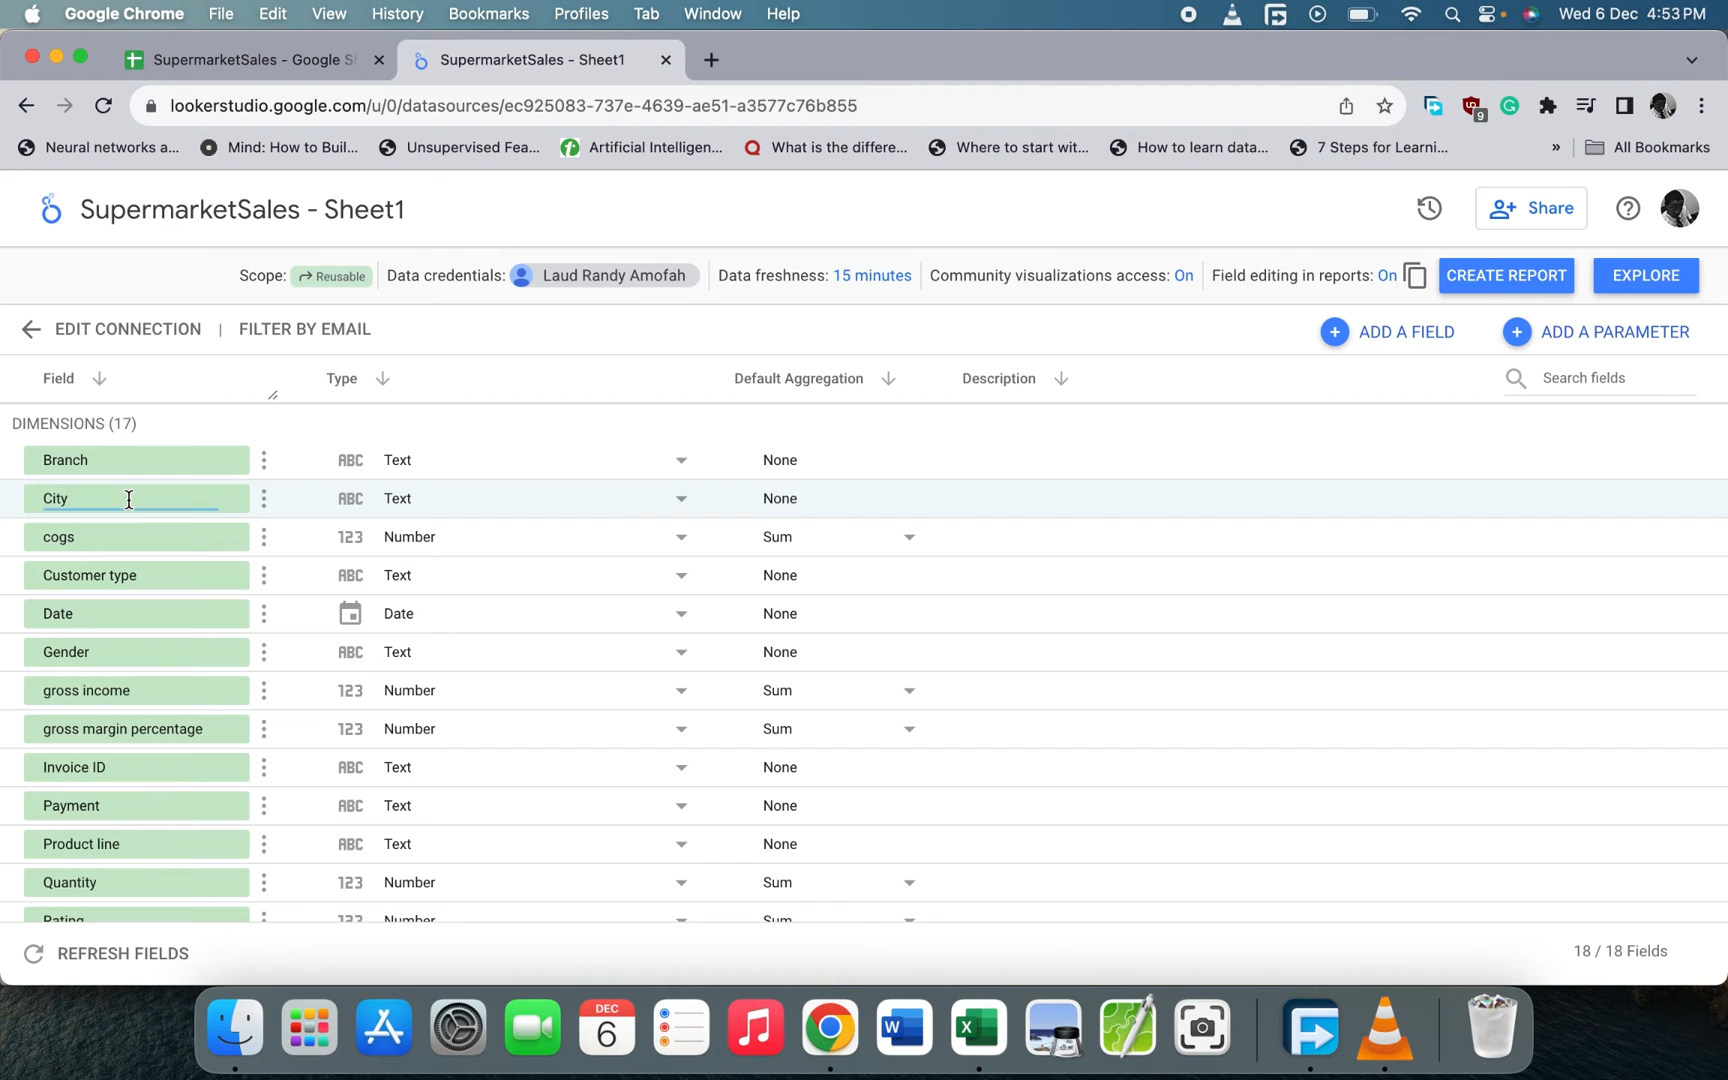 Google Chrome File Edit View History Bookmarks Profiles Tab Window Help Wed 6 Dec 4:53 PM
SupermarketSales - Google S SupermarketSales - Sheet1
lookerstudio.google.com/u/0/datasources/ec925083-737e-4639-ae51-a3577c76b855 9
Neural networks a... Mind: How to Buil... Unsupervised Fea... Artificial Intelligen... What is the differe... Where to start wit... How to learn data... 7 Steps for Learni... » All Bookmarks
SupermarketSales - Sheet1 Share
Scope: Reusable Data credentials: Laud Randy Amofah Data freshness: 15 minutes Community visualizations access: On Field editing in reports: On CREATE REPORT EXPLORE
EDIT CONNECTION | FILTER BY EMAIL ADD A FIELD ADD A PARAMETER
Field Type Default Aggregation Description Search fields
DIMENSIONS (17)
Branch ABC Text None
City ABC Text None
cogs 123 Number Sum
Customer type ABC Text None
Date Date None
Gender ABC Text None
gross income 123 Number Sum
gross margin percentage 123 Number Sum
Invoice ID ABC Text None
Payment ABC Text None
Product line ABC Text None
Quantity 123 Number Sum
Rating 123 Number Sum
REFRESH FIELDS 18 / 18 Fields
DEC
6